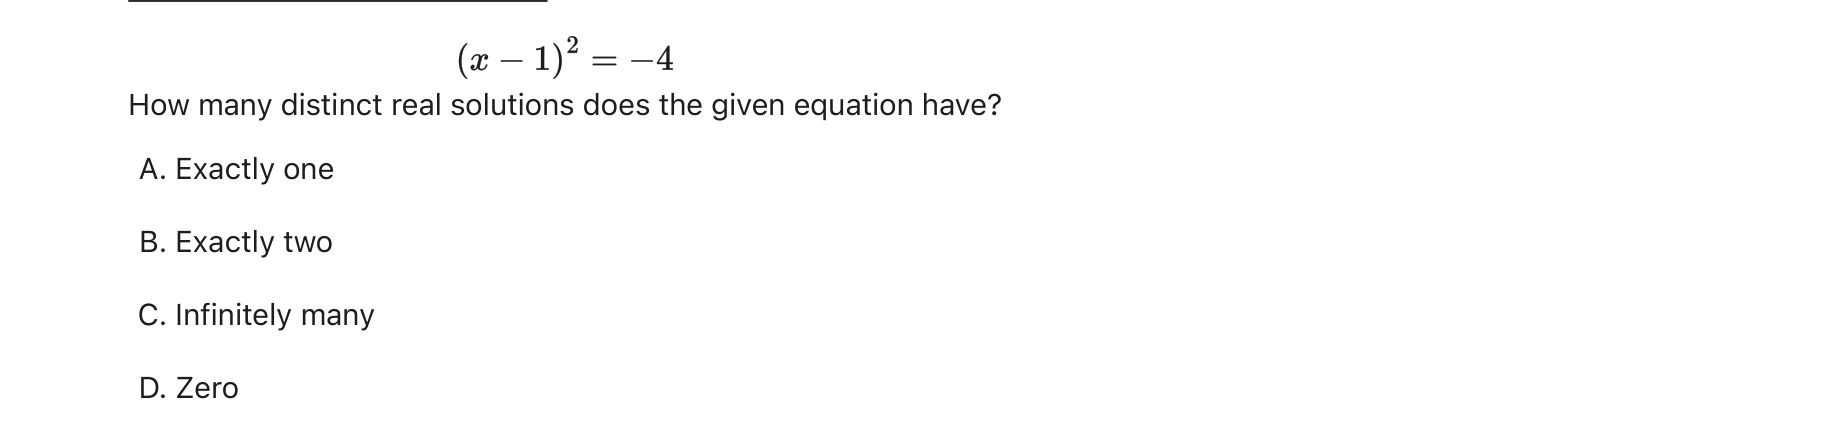 (x − 1)² = −4
How many distinct real solutions does the given equation have?
A. Exactly one
B. Exactly two
C. Infinitely many
D. Zero